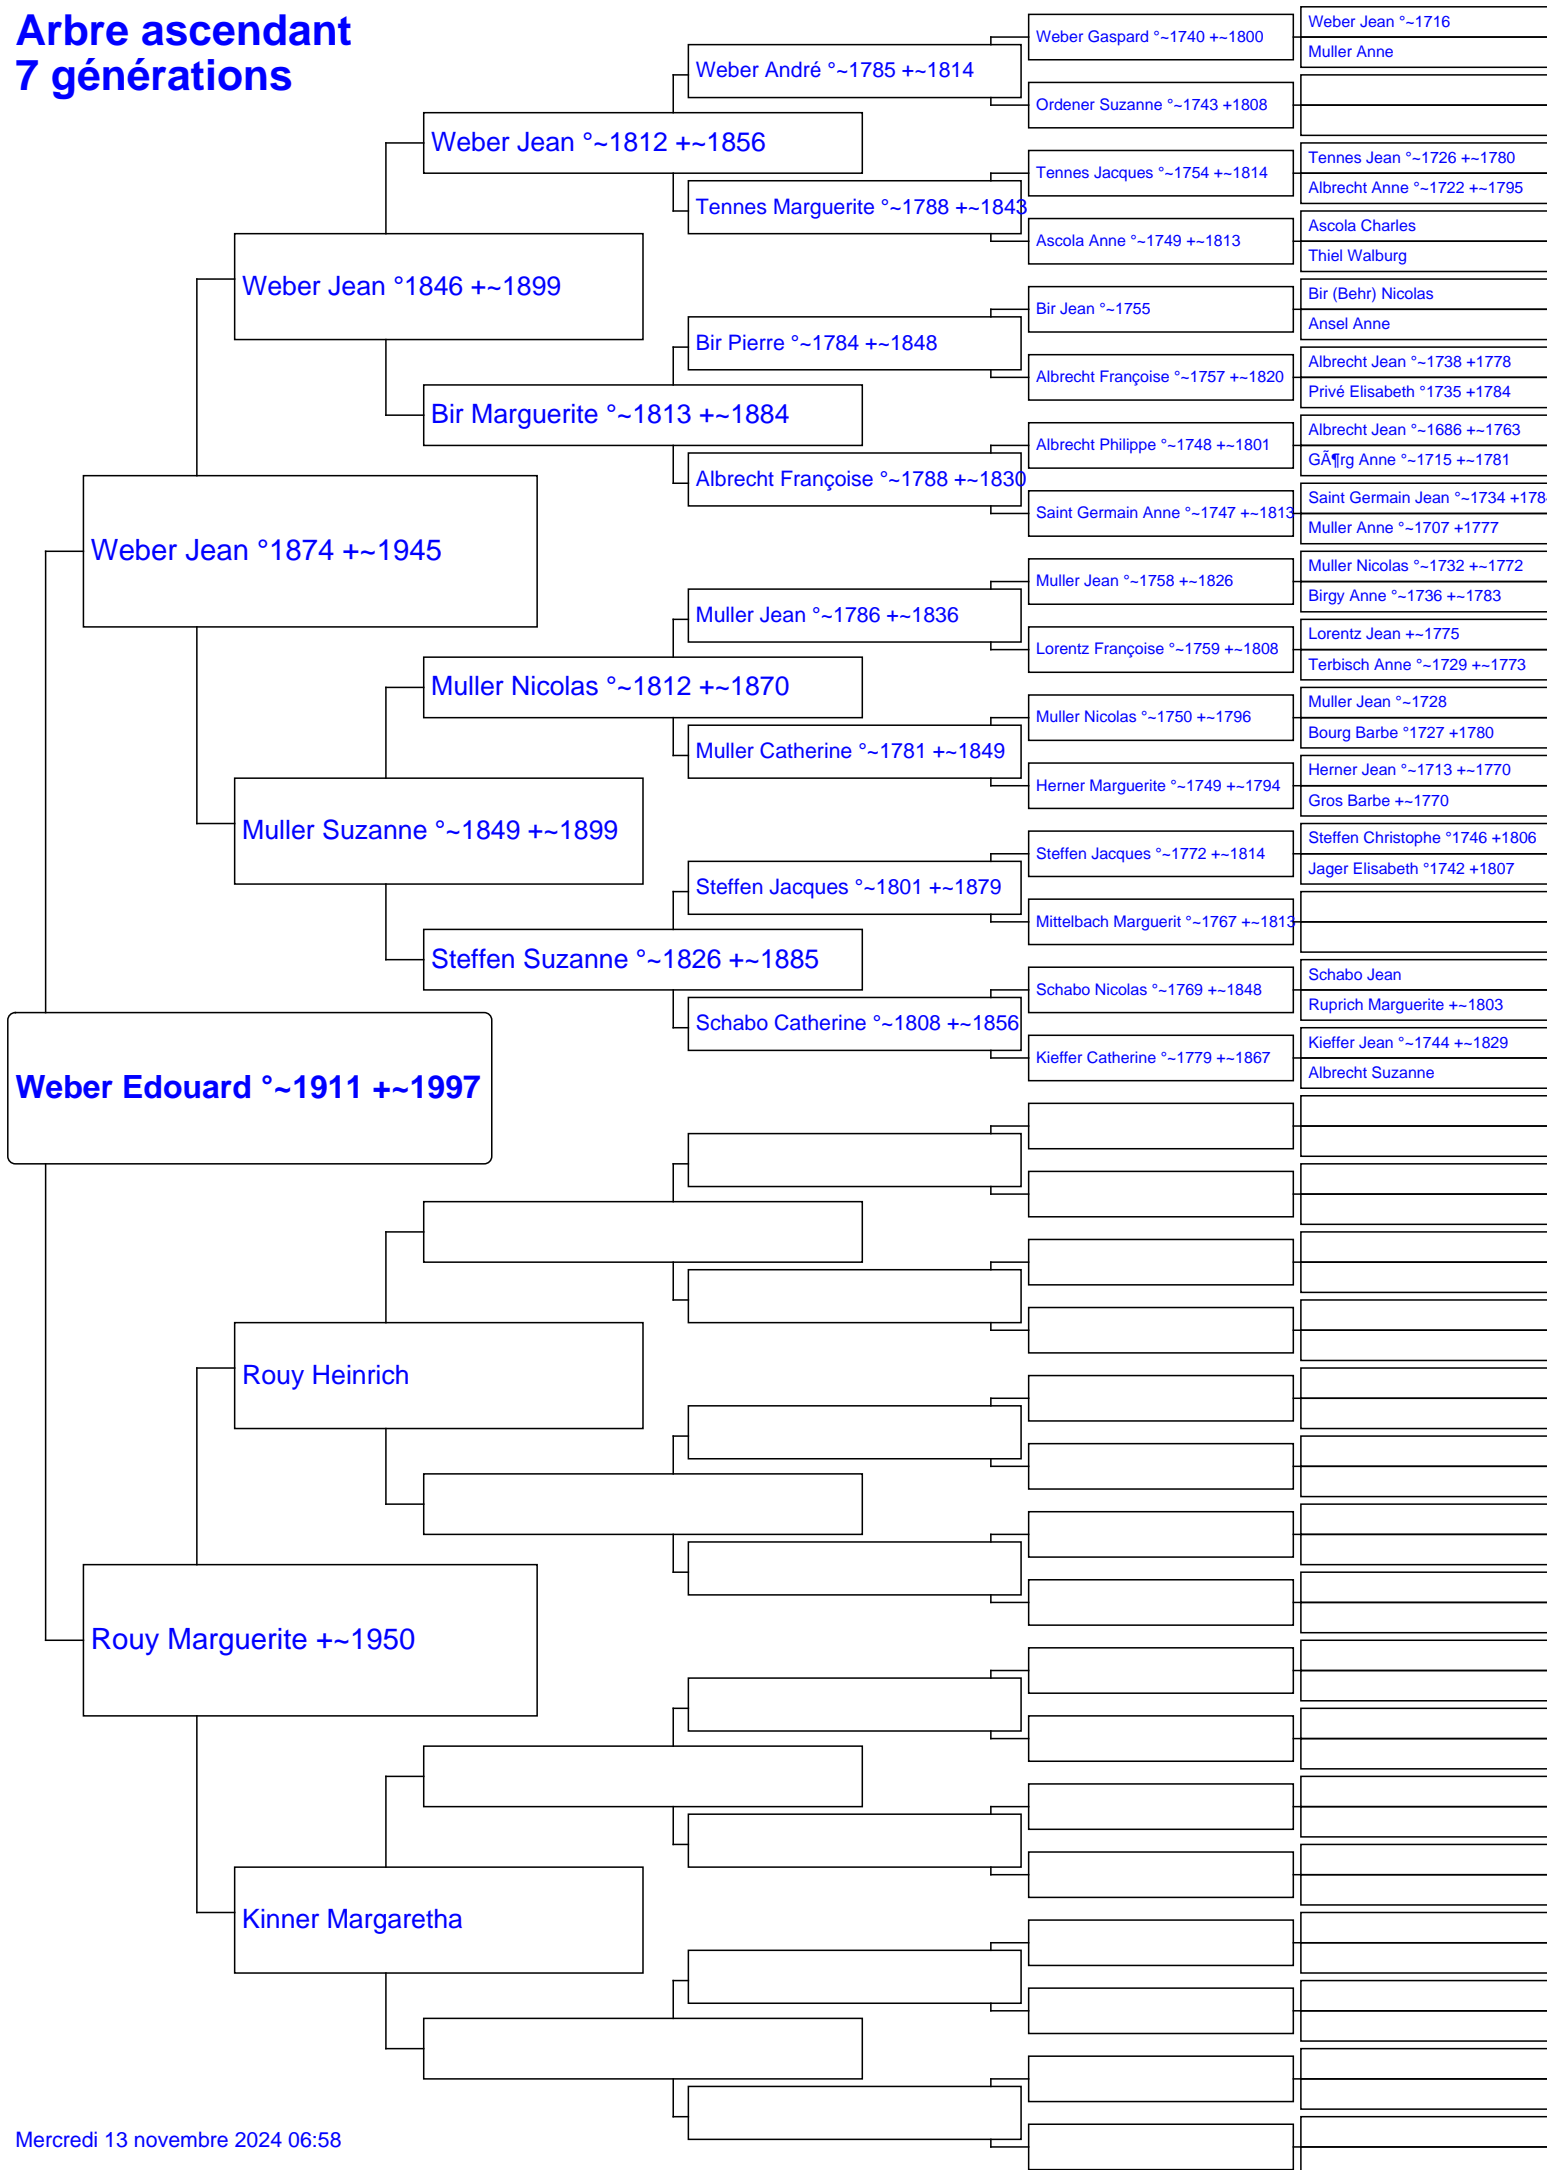 Arbre ascendant
7 générations
Weber Edouard °~1911 +~1997
Weber Jean °1874 +~1945
Rouy Marguerite +~1950
Weber Jean °1846 +~1899
Muller Suzanne °~1849 +~1899
Rouy Heinrich
Kinner Margaretha
Weber Jean °~1812 +~1856
Bir Marguerite °~1813 +~1884
Muller Nicolas °~1812 +~1870
Steffen Suzanne °~1826 +~1885
Weber André °~1785 +~1814
Tennes Marguerite °~1788 +~1843
Bir Pierre °~1784 +~1848
Albrecht Françoise °~1788 +~1830
Muller Jean °~1786 +~1836
Muller Catherine °~1781 +~1849
Steffen Jacques °~1801 +~1879
Schabo Catherine °~1808 +~1856
Weber Gaspard °~1740 +~1800
Ordener Suzanne °~1743 +1808
Tennes Jacques °~1754 +~1814
Ascola Anne °~1749 +~1813
Bir Jean °~1755
Albrecht Françoise °~1757 +~1820
Albrecht Philippe °~1748 +~1801
Saint Germain Anne °~1747 +~1813
Muller Jean °~1758 +~1826
Lorentz Françoise °~1759 +~1808
Muller Nicolas °~1750 +~1796
Herner Marguerite °~1749 +~1794
Steffen Jacques °~1772 +~1814
Mittelbach Marguerit °~1767 +~1813
Schabo Nicolas °~1769 +~1848
Kieffer Catherine °~1779 +~1867
Weber Jean °~1716
Muller Anne
Tennes Jean °~1726 +~1780
Albrecht Anne °~1722 +~1795
Ascola Charles
Thiel Walburg
Bir (Behr) Nicolas
Ansel Anne
Albrecht Jean °~1738 +1778
Privé Elisabeth °1735 +1784
Albrecht Jean °~1686 +~1763
GÃ¶rg Anne °~1715 +~1781
Saint Germain Jean °~1734
Muller Anne °~1707 +1777
Muller Nicolas °~1732 +~1772
Birgy Anne °~1736 +~1783
Lorentz Jean +~1775
Terbisch Anne °~1729 +~1773
Muller Jean °~1728
Bourg Barbe °1727 +1780
Herner Jean °~1713 +~1770
Gros Barbe +~1770
Steffen Christophe °1746 +1806
Jager Elisabeth °1742 +1807
Schabo Jean
Ruprich Marguerite +~1803
Kieffer Jean °~1744 +~1829
Albrecht Suzanne
Mercredi 13 novembre 2024 06:58